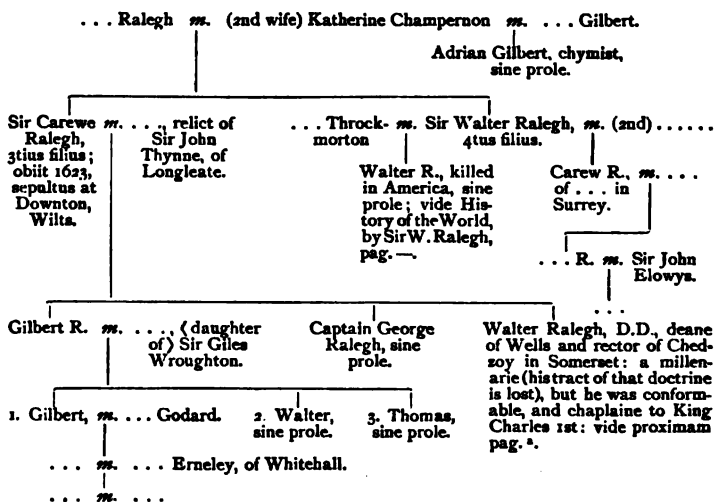 . . . Ralegh m. (2nd wife) Katherine Champernon m. . . . Gilbert.
Adrian Gilbert, chymist,
sine prole.
Sir Carewe m. . . ., relict of
Ralegh, Sir John
3tius filius; Thynne, of
obiit 1623, Longleate.
sepultus at
Downton,
Wilts.
. . . Throck- m. Sir Walter Ralegh, m. (2nd) . . . . . .
morton 4tus filius.
Walter R., killed
in America, sine
prole; vide His-
tory of the World,
by Sir W. Ralegh,
pag. —.
Carew R., m. . . .
of . . . in
Surrey.
. . . R. m. Sir John
Elowys.
. . .
Gilbert R. m. . . ., ⟨daughter
of⟩ Sir Giles
Wroughton.
Captain George
Ralegh, sine
prole.
Walter Ralegh, D.D., deane
of Wells and rector of Ched-
zoy in Somerset: a millen-
arie (his tract of that doctrine
is lost), but he was conform-
able, and chaplaine to King
Charles 1st: vide proximam
pag. a.
1. Gilbert, m. . . . Godard.
2. Walter,
sine prole.
3. Thomas,
sine prole.
. . . m. . . . Erneley, of Whitehall.
. . . m. . . .